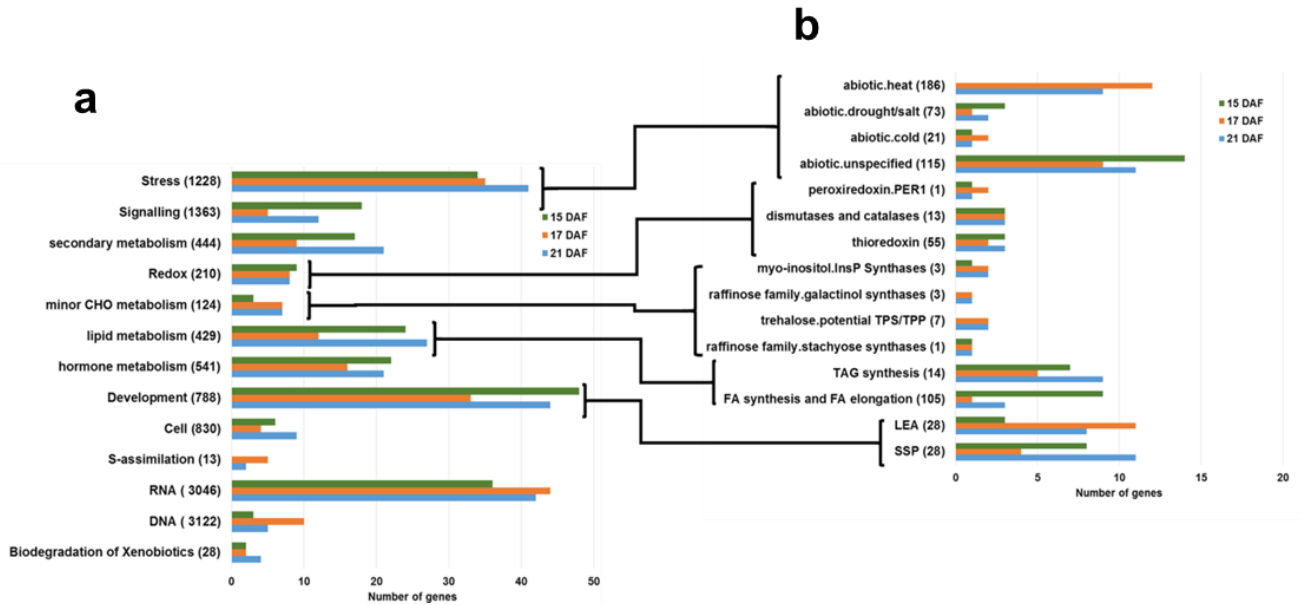 a
Stress (1228)
Signalling (1363)
secondary metabolism (444)
Redox (210)
minor CHO metabolism (124)
lipid metabolism (429)
hormone metabolism (541)
Development (788)
Cell (830)
S-assimilation (13)
RNA ( 3046)
DNA ( 3122)
Biodegradation of Xenobiotics (28)
0 10 20 30 40 50
Number of genes
15 DAF
17 DAF
21 DAF
b
abiotic.heat (186)
abiotic.drought/salt (73)
abiotic.cold (21)
abiotic.unspecified (115)
peroxiredoxin.PER1 (1)
dismutases and catalases (13)
thioredoxin (55)
myo-inositol.InsP Synthases (3)
raffinose family.galactinol synthases (3)
trehalose.potential TPS/TPP (7)
raffinose family.stachyose synthases (1)
TAG synthesis (14)
FA synthesis and FA elongation (105)
LEA (28)
SSP (28)
0 5 10 15 20
Number of genes
15 DAF
17 DAF
21 DAF